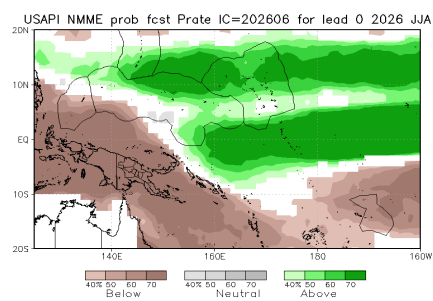 USAPI NMME prob fcst Prate IC=202606 for lead 0 2026 JJA
20N
10N
EQ
10S
20S
140E 160E 180 160W
40% 50 60 70 40% 50 60 70 40% 50 60 70
Below Neutral Above